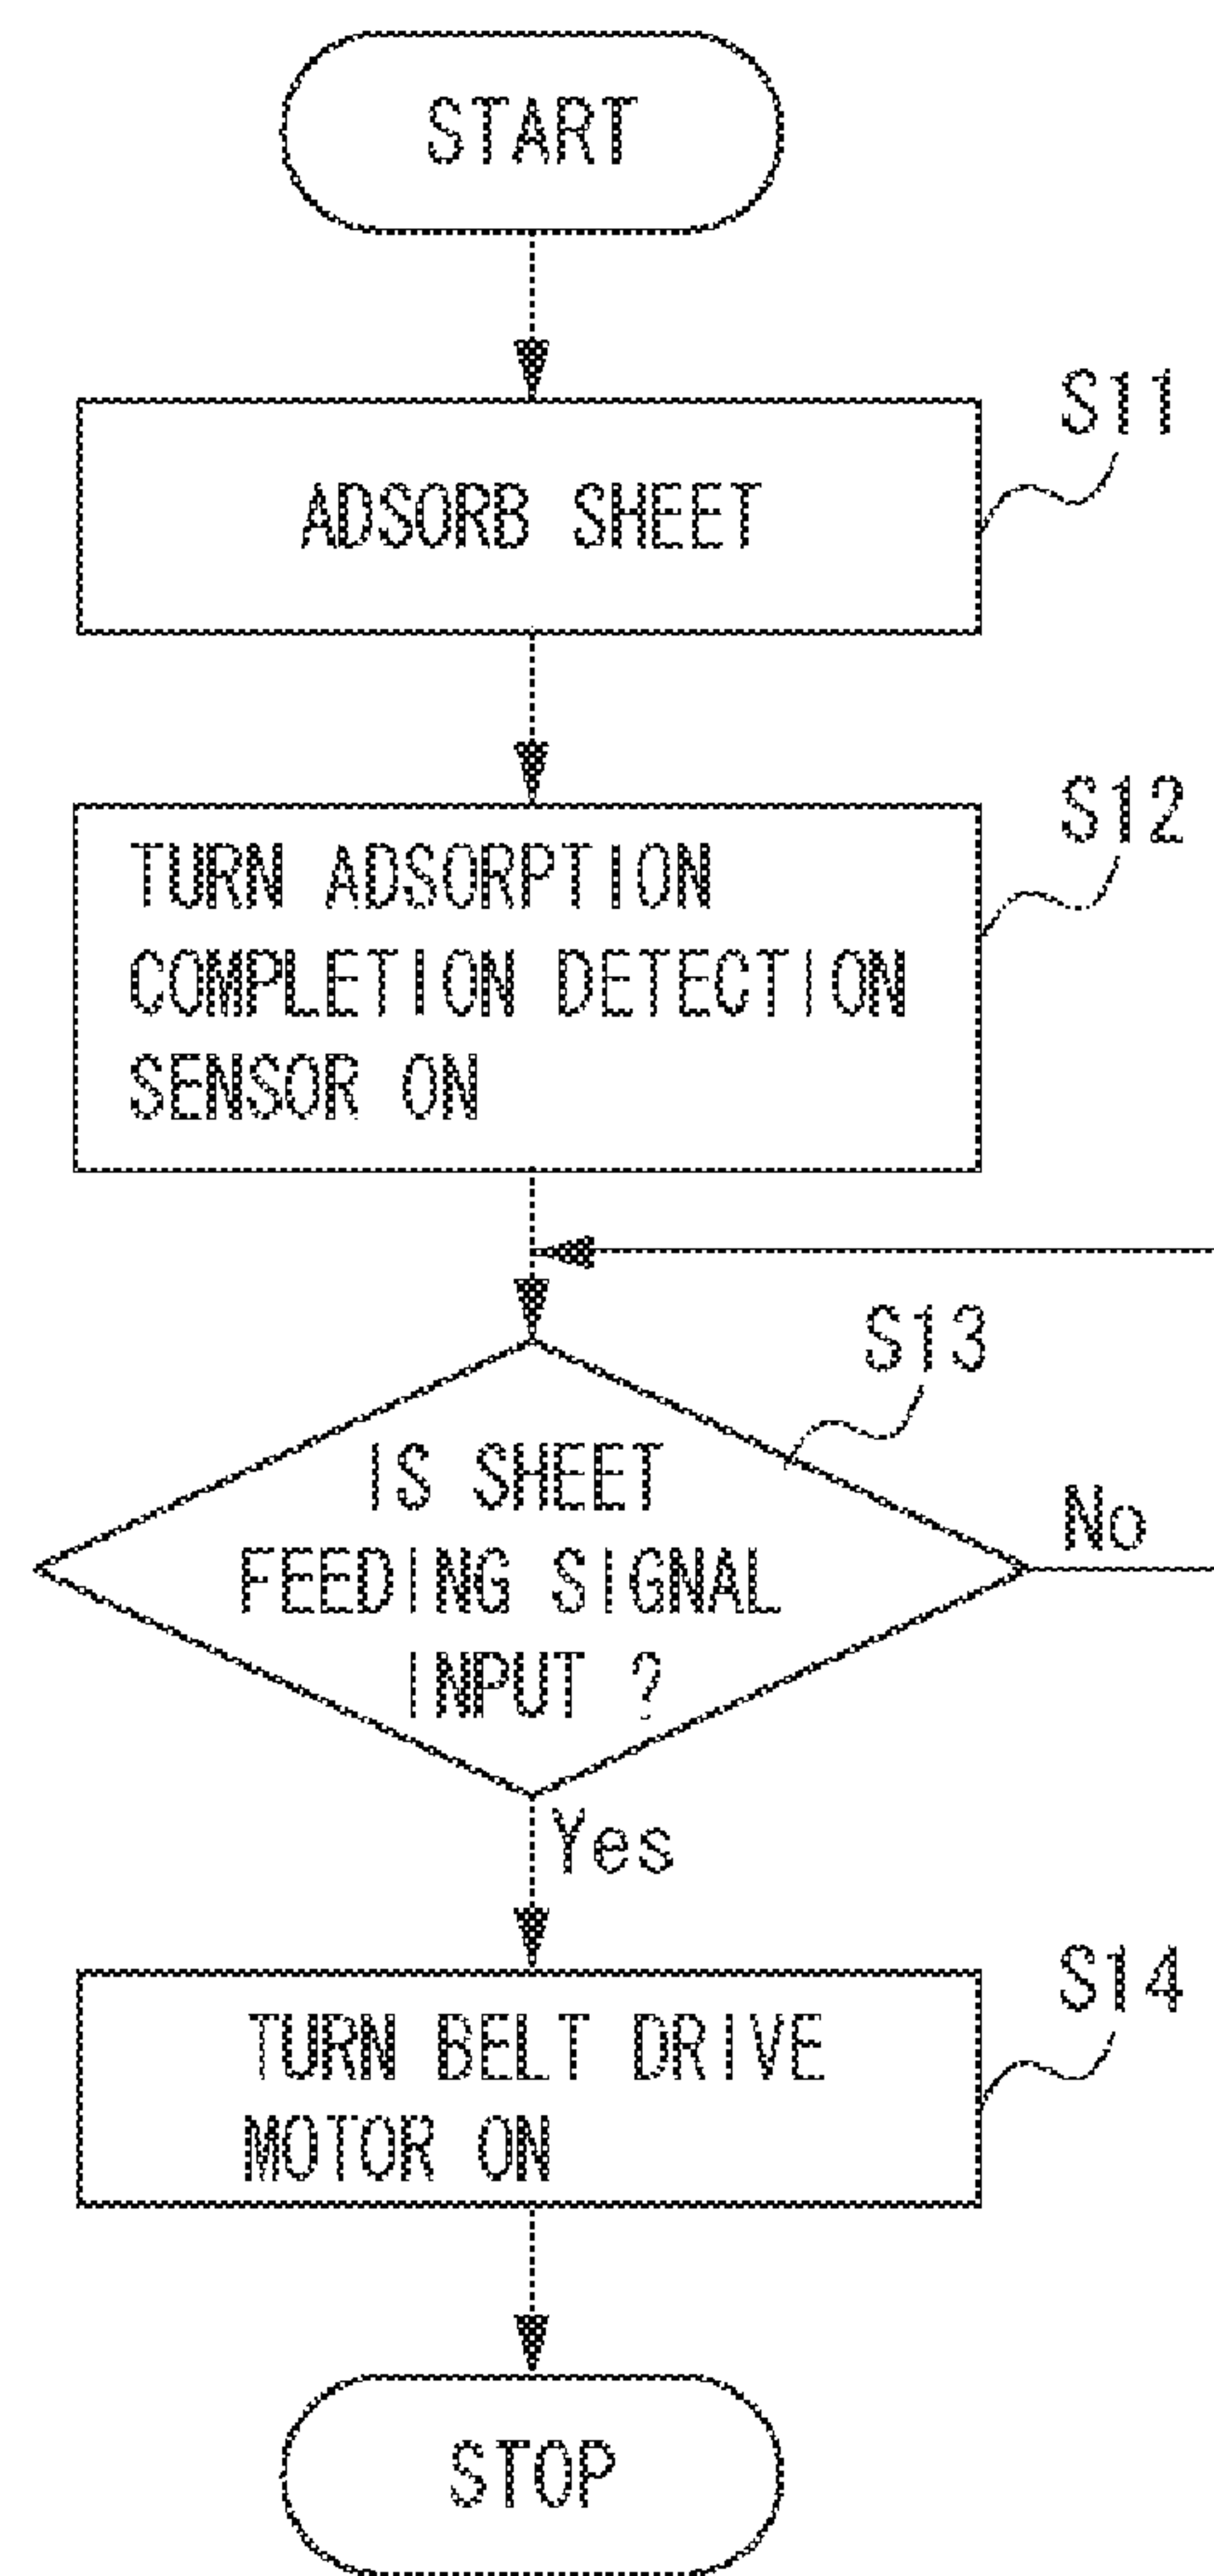 START
S11
ADSORB SHEET
S12
TURN ADSORPTION
COMPLETION DETECTION
SENSOR ON
S13
IS SHEET
FEEDING SIGNAL
INPUT ?
No
Yes
S14
TURN BELT DRIVE
MOTOR ON
STOP